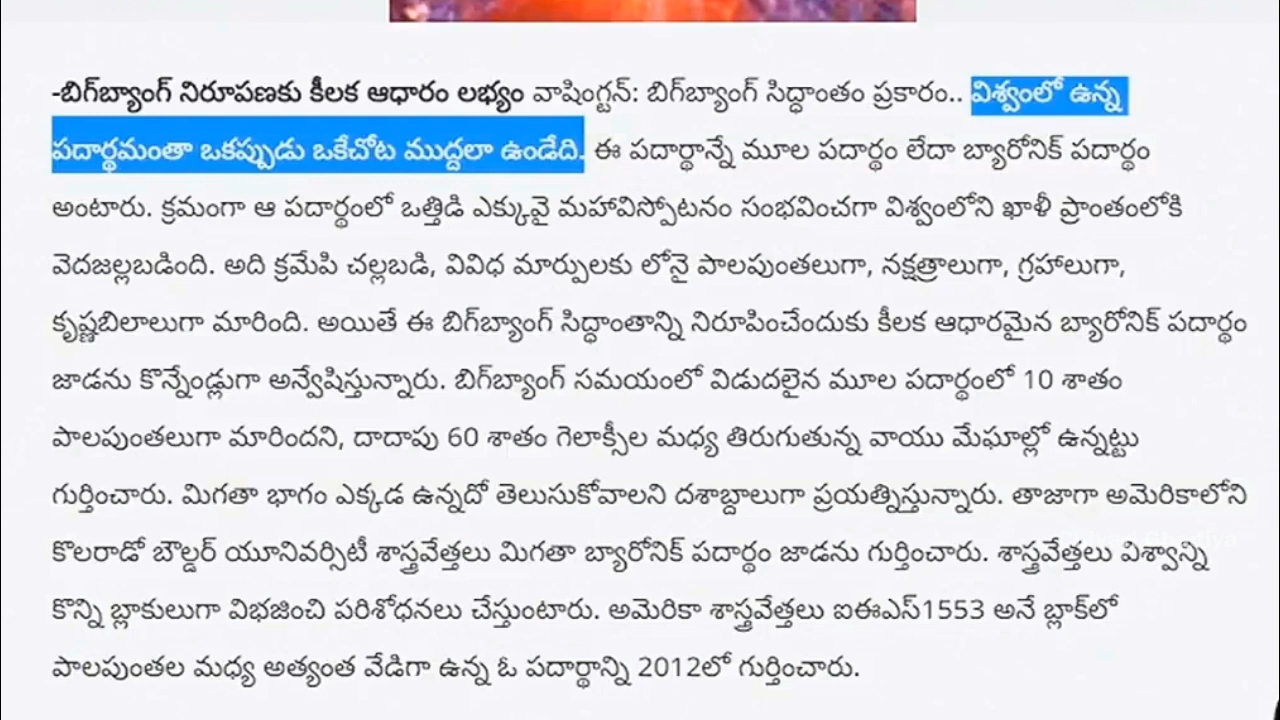 -బిగ్‌బ్యాంగ్ నిరూపణకు కీలక ఆధారం లభ్యం వాషింగ్టన్: బిగ్‌బ్యాంగ్ సిద్ధాంతం ప్రకారం.. విశ్వంలో ఉన్న
పదార్థమంతా ఒకప్పుడు ఒకేచోట ముద్దలా ఉండేది. ఈ పదార్థాన్నే మూల పదార్థం లేదా బ్యారోనిక్ పదార్థం
అంటారు. క్రమంగా ఆ పదార్థంలో ఒత్తిడి ఎక్కువై మహావిస్పోటనం సంభవించగా విశ్వంలోని ఖాళీ ప్రాంతంలోకి
వెదజల్లబడింది. అది క్రమేపి చల్లబడి, వివిధ మార్పులకు లోనై పాలపుంతలుగా, నక్షత్రాలుగా, గ్రహాలుగా,
కృష్ణబిలాలుగా మారింది. అయితే ఈ బిగ్‌బ్యాంగ్ సిద్ధాంతాన్ని నిరూపించేందుకు కీలక ఆధారమైన బ్యారోనిక్ పదార్థం
జాడను కొన్నేండ్లుగా అన్వేషిస్తున్నారు. బిగ్‌బ్యాంగ్ సమయంలో విడుదలైన మూల పదార్థంలో 10 శాతం
పాలపుంతలుగా మారిందని, దాదాపు 60 శాతం గెలాక్సీల మధ్య తిరుగుతున్న వాయు మేఘాల్లో ఉన్నట్టు
గుర్తించారు. మిగతా భాగం ఎక్కడ ఉన్నదో తెలుసుకోవాలని దశాబ్దాలుగా ప్రయత్నిస్తున్నారు. తాజాగా అమెరికాలోని
కొలరాడో బౌల్డర్ యూనివర్సిటీ శాస్త్రవేత్తలు మిగతా బ్యారోనిక్ పదార్థం జాడను గుర్తించారు. శాస్త్రవేత్తలు విశ్వాన్ని
కొన్ని బ్లాకులుగా విభజించి పరిశోధనలు చేస్తుంటారు. అమెరికా శాస్త్రవేత్తలు ఐఈఎస్1553 అనే బ్లాక్‌లో
పాలపుంతల మధ్య అత్యంత వేడిగా ఉన్న ఓ పదార్థాన్ని 2012లో గుర్తించారు.